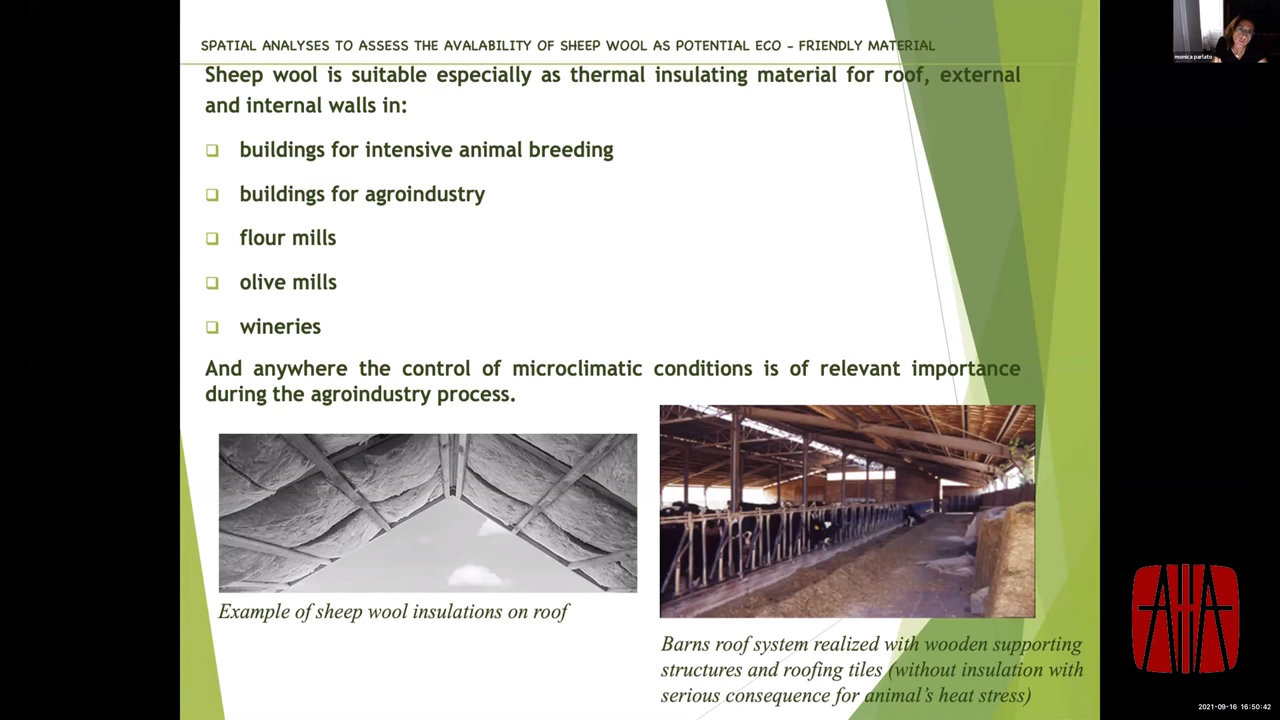 SPATIAL ANALYSES TO ASSESS THE AVALABILITY OF SHEEP WOOL AS POTENTIAL ECO - FRIENDLY MATERIAL
monica parlato
Sheep wool is suitable especially as thermal insulating material for roof, external
and internal walls in:
buildings for intensive animal breeding
buildings for agroindustry
flour mills
olive mills
wineries
And anywhere the control of microclimatic conditions is of relevant importance
during the agroindustry process.
Example of sheep wool insulations on roof
Barns roof system realized with wooden supporting
structures and roofing tiles (without insulation with
serious consequence for animal's heat stress)
AHA
2021-09-16 16:50:42